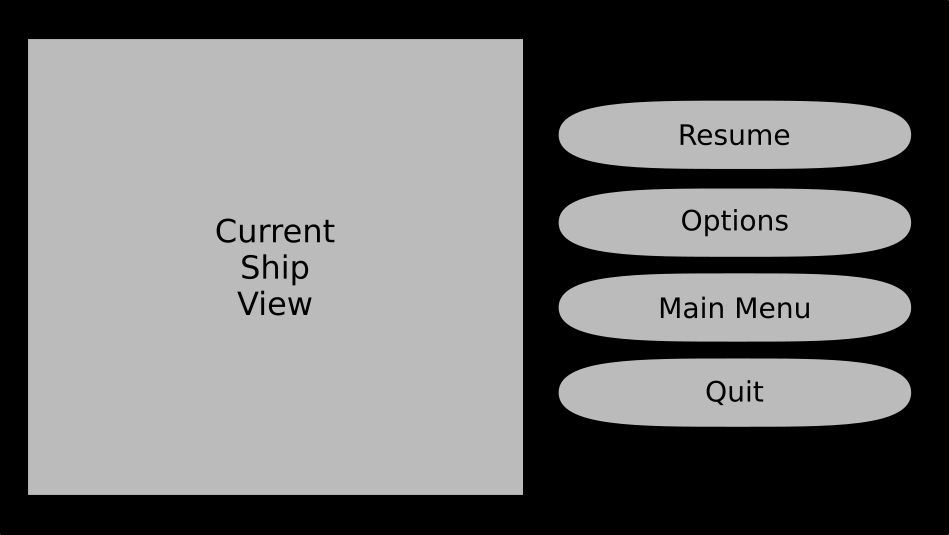 Current
Ship
View
Resume
Options
Main Menu
Quit